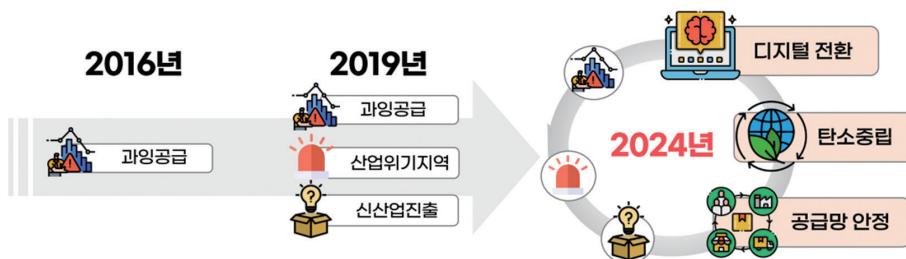 2016년
과잉공급
2019년
과잉공급
산업위기지역
신산업진출
2024년
디지털 전환
탄소중립
공급망 안정